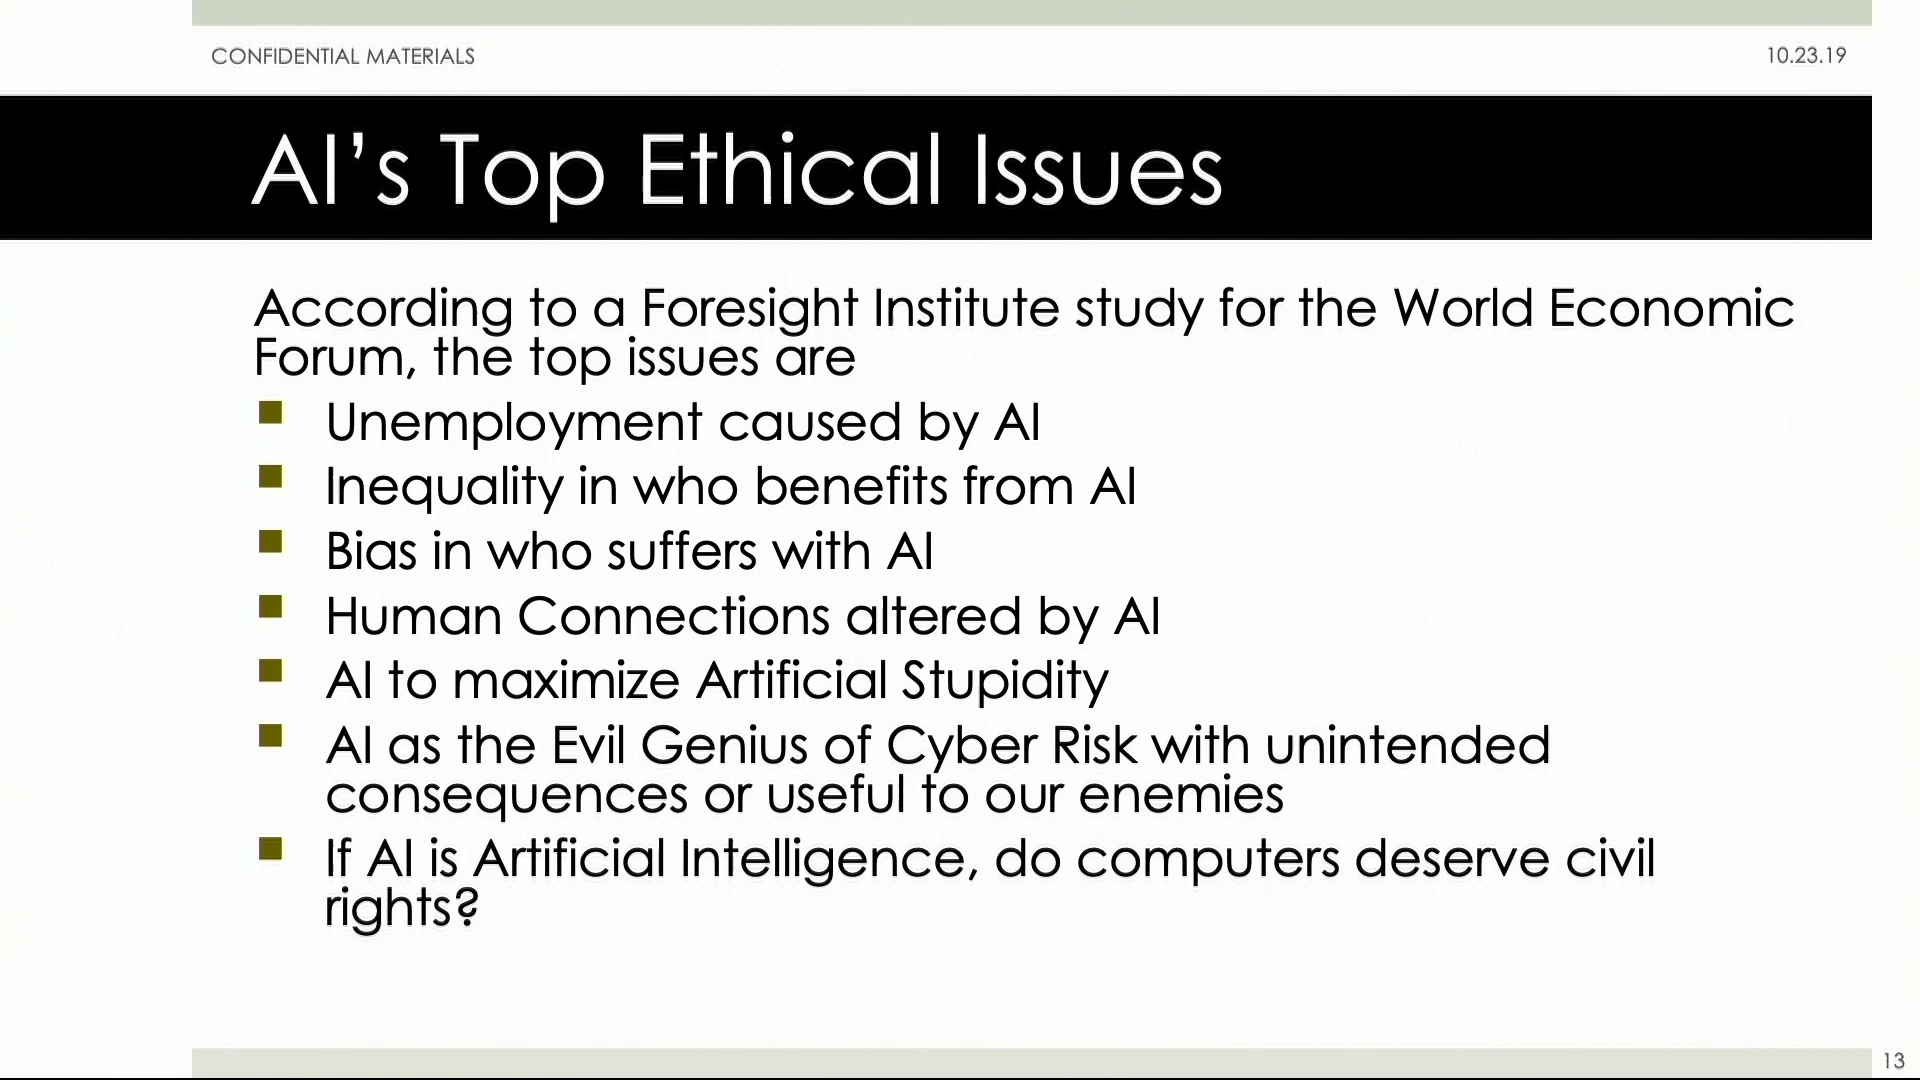 CONFIDENTIAL MATERIALS
10.23.19
AI’s Top Ethical Issues
According to a Foresight Institute study for the World Economic
Forum, the top issues are
Unemployment caused by AI
Inequality in who benefits from AI
Bias in who suffers with AI
Human Connections altered by AI
AI to maximize Artificial Stupidity
AI as the Evil Genius of Cyber Risk with unintended
consequences or useful to our enemies
If AI is Artificial Intelligence, do computers deserve civil
rights?
13